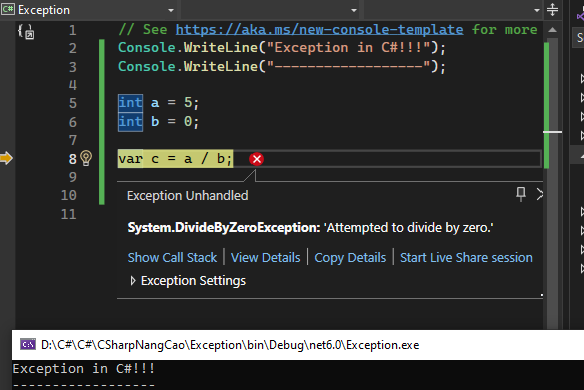 C# Exception
1 // See https://aka.ms/new-console-template for more
2 Console.WriteLine("Exception in C#!!!");
3 Console.WriteLine("------------------");
4
5 int a = 5;
6 int b = 0;
7
8 var c = a / b;
9
10
11
Exception Unhandled
System.DivideByZeroException: 'Attempted to divide by zero.'
Show Call Stack | View Details | Copy Details | Start Live Share session
Exception Settings
D:\C#\C#\CSharpNangCao\Exception\bin\Debug\net6.0\Exception.exe
Exception in C#!!!
------------------